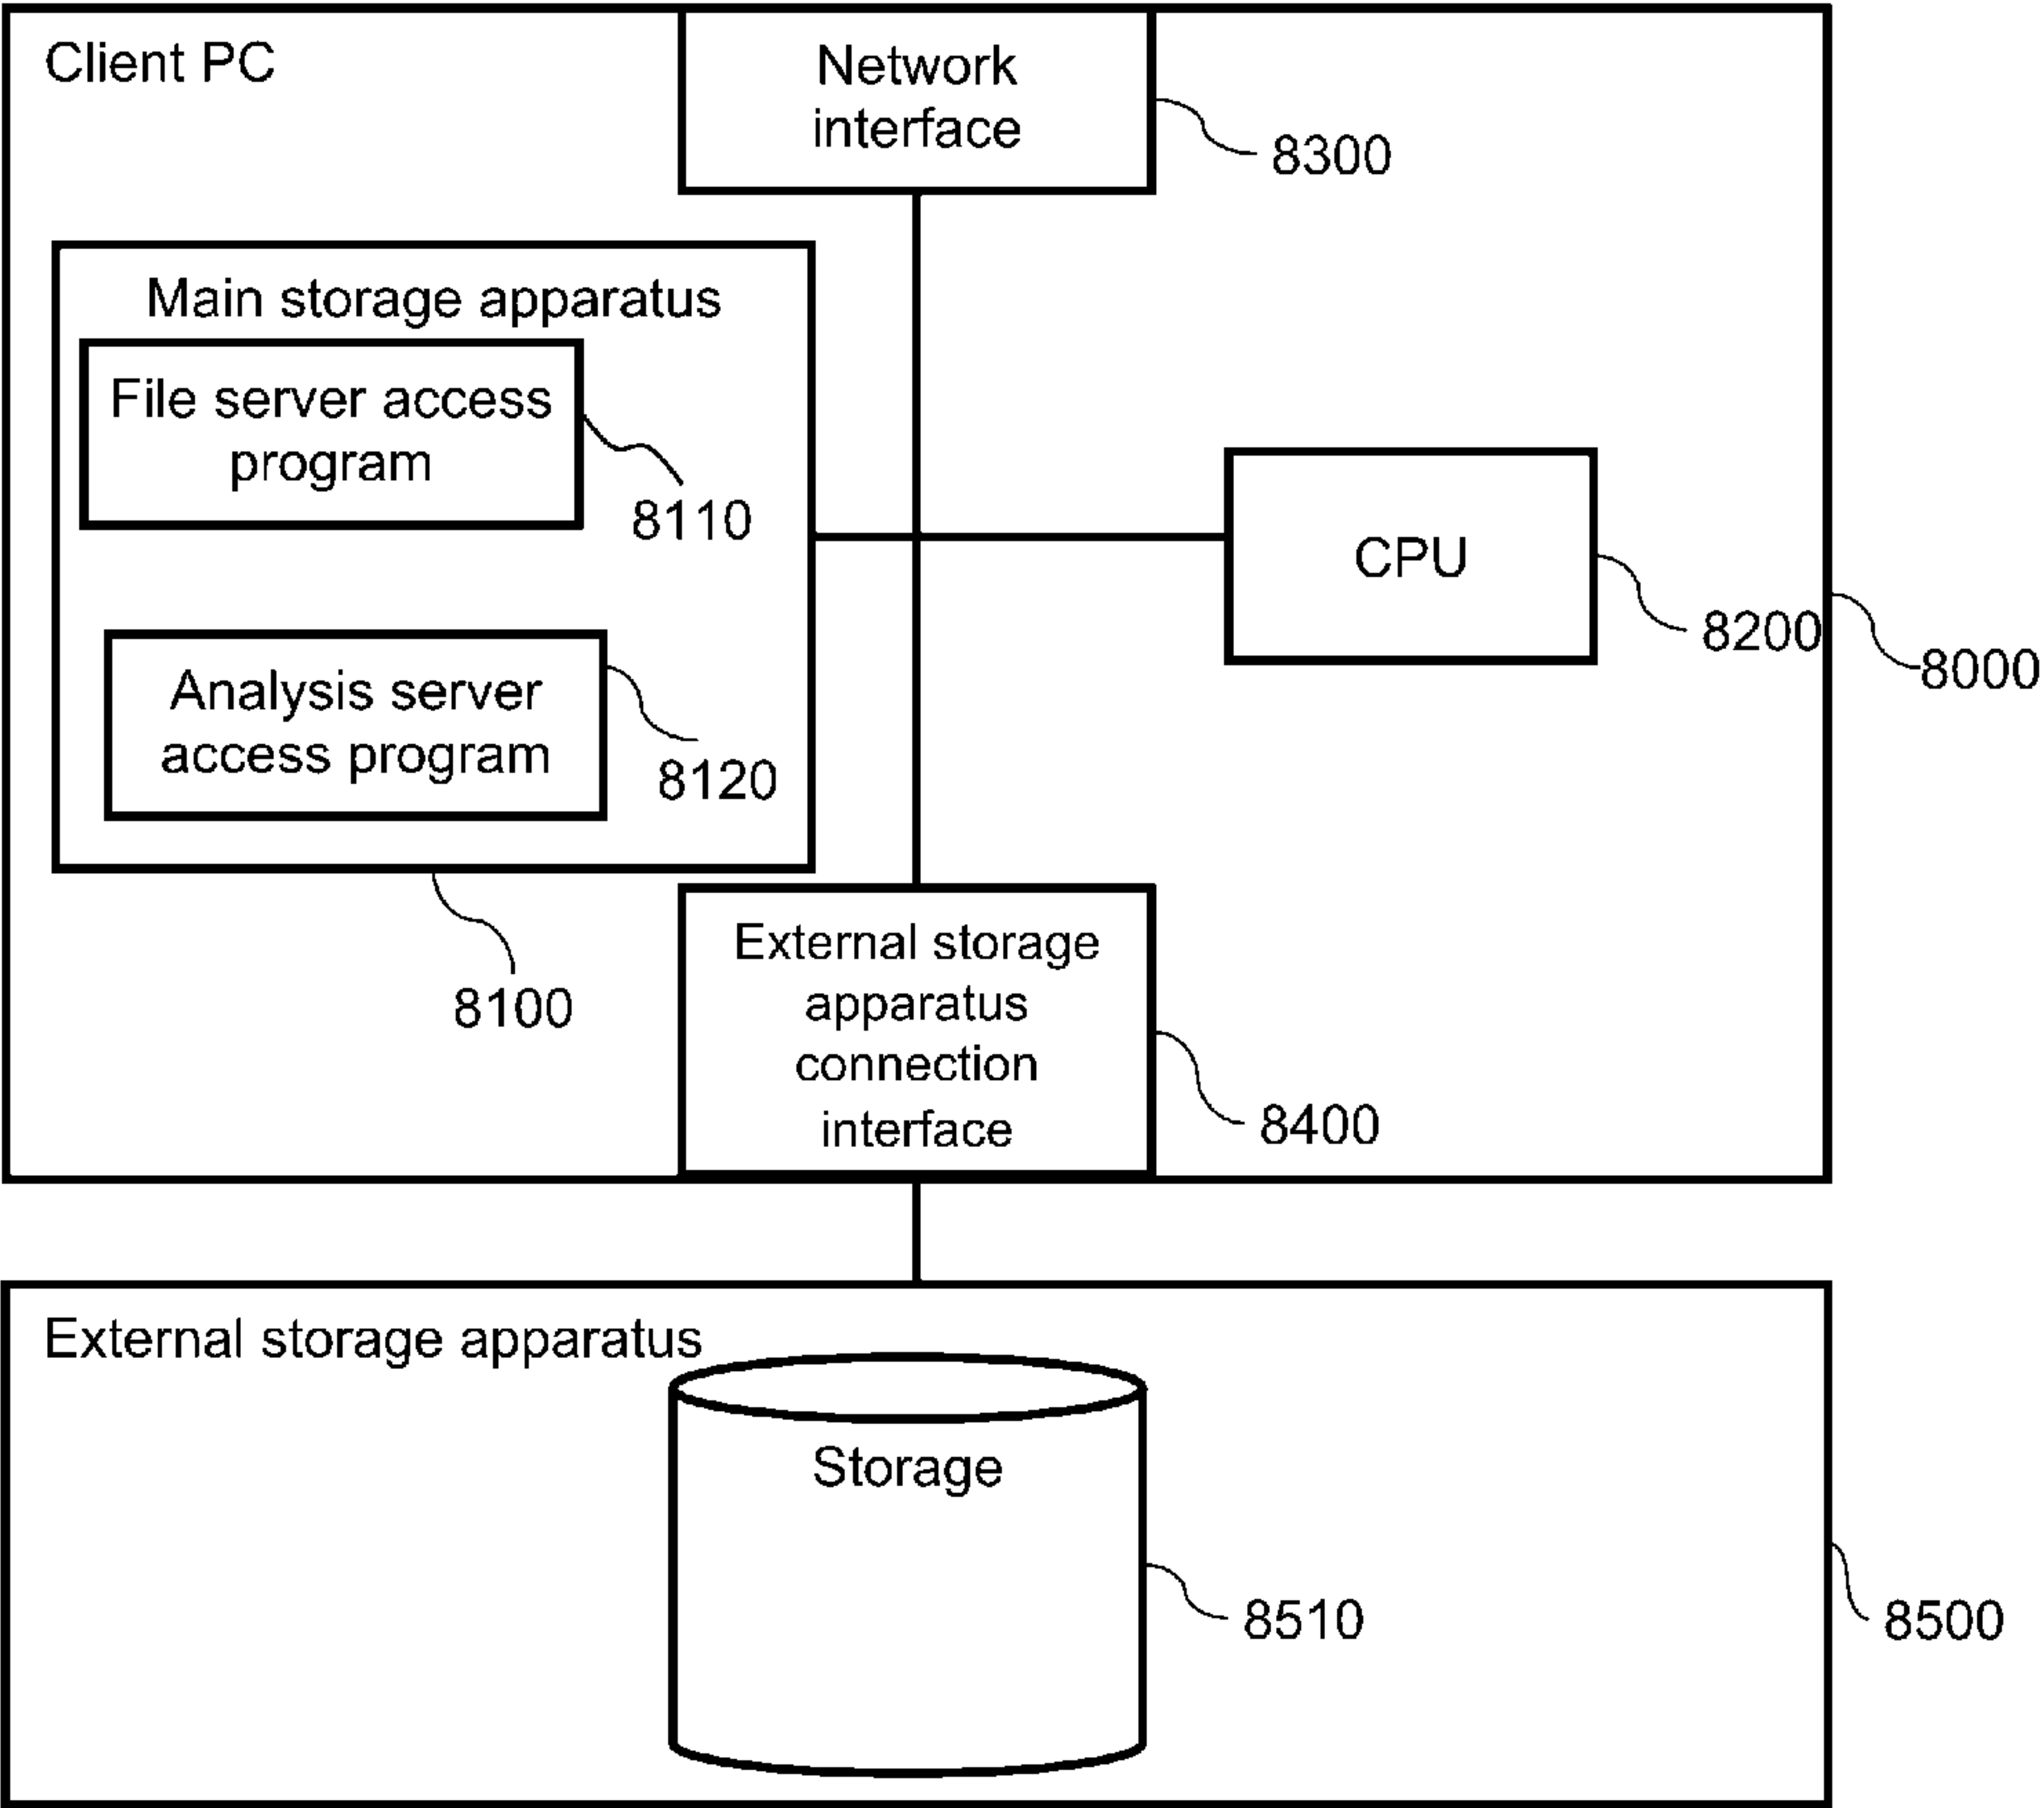 Client PC
Network
interface
8300
Main storage apparatus
File server access
program
8110
CPU
8200
8000
Analysis server
access program
8120
8100
External storage
apparatus
connection
interface
8400
External storage apparatus
Storage
8510
8500